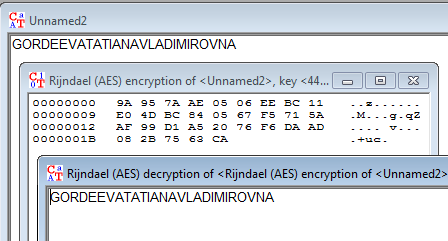 Unnamed2
GORDEEVATATIANAVLADIMIROVNA
Rijndael (AES) encryption of <Unnamed2>, key <44...
00000000 9A 95 7A AE 05 06 EE BC 11 ..z......
00000009 E0 4D BC 84 05 67 F5 71 5A .M...g.qZ
00000012 AF 99 D1 A5 20 76 F6 DA AD .... v...
0000001B 08 2B 75 63 CA .+uc.
Rijndael (AES) decryption of <Rijndael (AES) encryption of <Unnamed2>
GORDEEVATATIANAVLADIMIROVNA